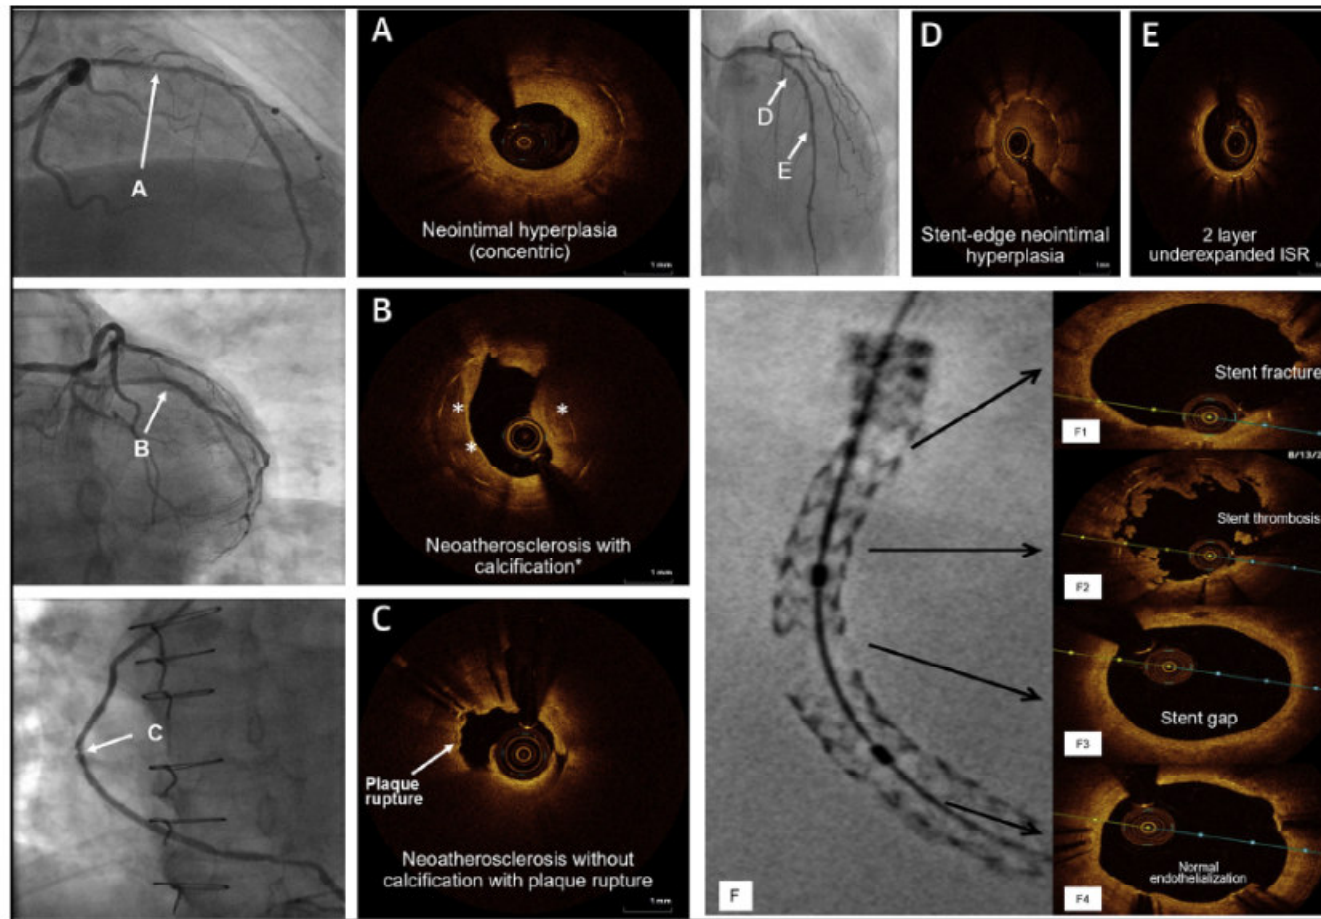 A
A
Neointimal hyperplasia
(concentric)
1 mm
D
E
D
Stent-edge neointimal
hyperplasia
E
2 layer
underexpanded ISR
B
B
*
*
*
Neoatherosclerosis with
calcification*
1 mm
C
C
Plaque
rupture
Neoatherosclerosis without
calcification with plaque rupture
1 mm
F
Stent fracture
F1
Stent thrombosis
F2
Stent gap
F3
Normal
endothelialization
F4